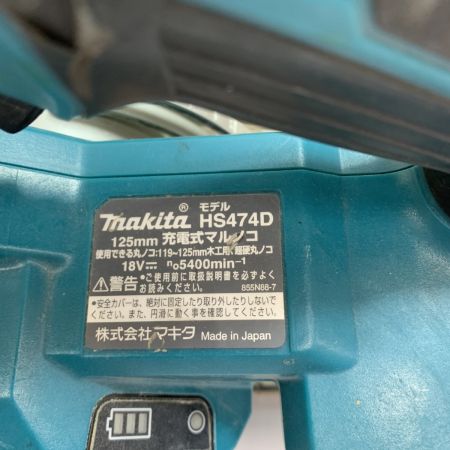 モデル
makita® HS474D
125mm 充電式マルノコ
使用できる丸ノコ:119~125mm木工用、超硬丸ノコ
18V⎓ n₀5400min⁻¹
⚠警告 ●ご使用前に取扱説明書を必ずよく
お読みください。
855N88-7
●安全カバーは、絶対に固定したり取り外したりしないで
ください。また、円滑に動く事を確認してください。
株式会社マキタ Made in Japan